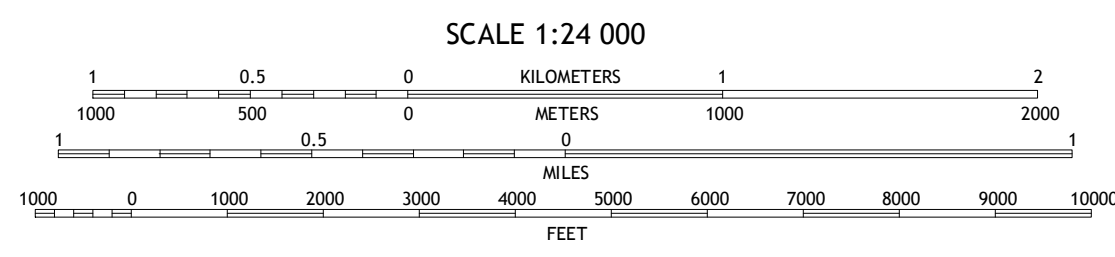 SCALE 1:24 000
1 0.5 0 KILOMETERS 1 2
1000 500 0 METERS 1000 2000
1 0.5 0 1
MILES
1000 0 1000 2000 3000 4000 5000 6000 7000 8000 9000 10000
FEET